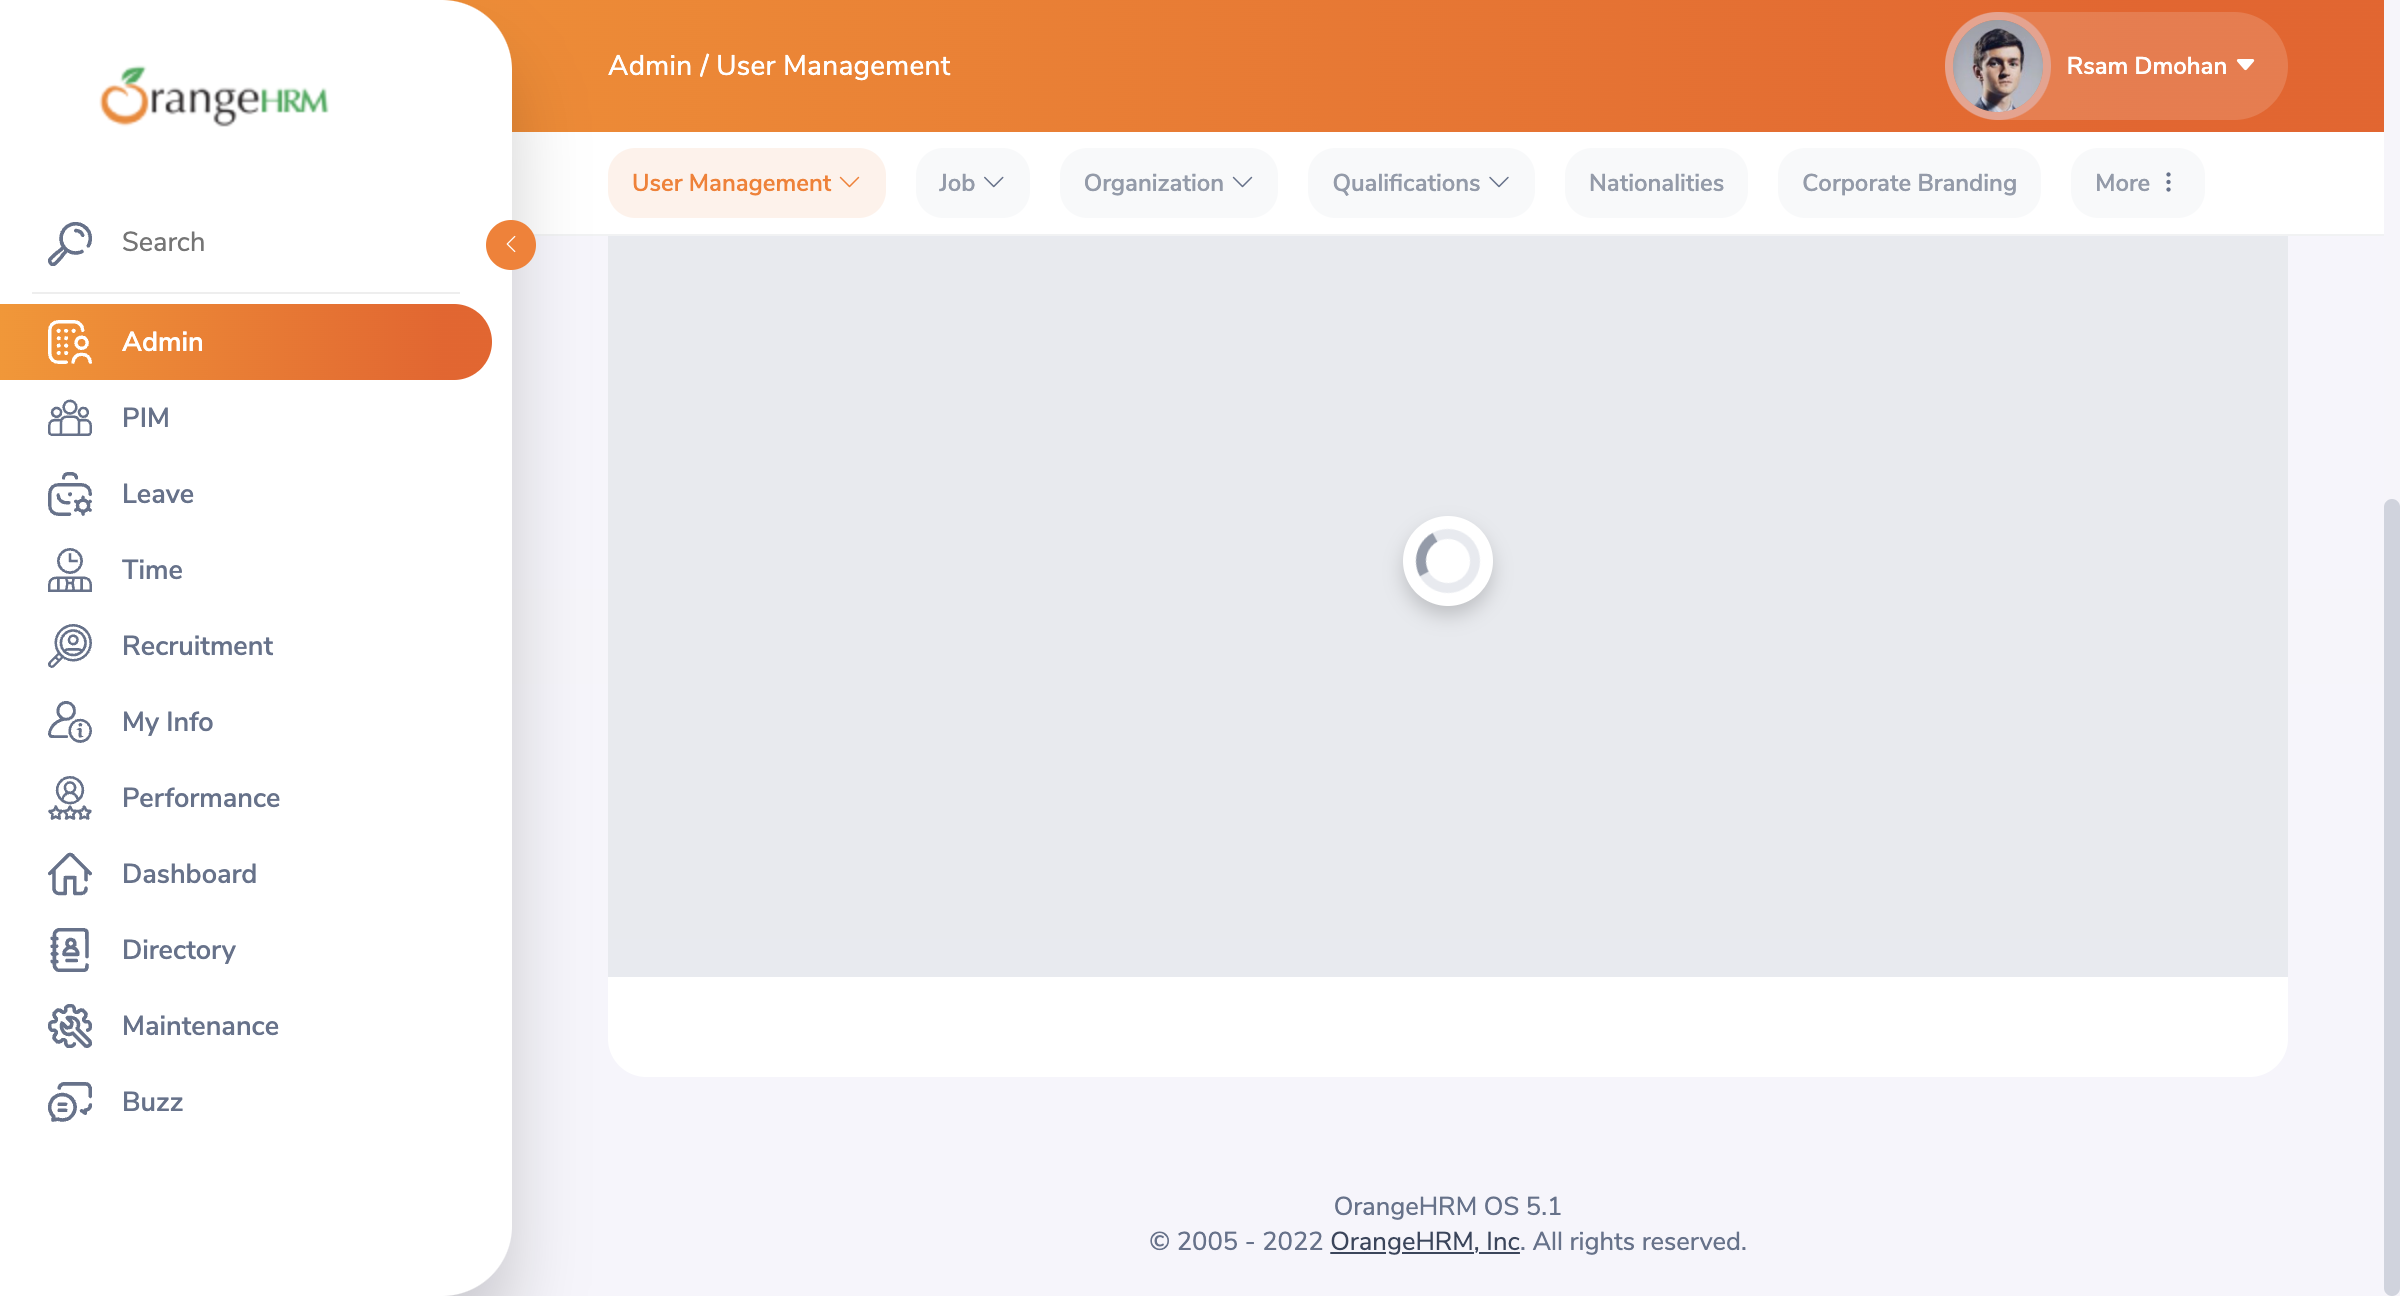 OrangeHRM
Search
Admin
PIM
Leave
Time
Recruitment
My Info
Performance
Dashboard
Directory
Maintenance
Buzz
Admin / User Management
Rsam Dmohan
User Management
Job
Organization
Qualifications
Nationalities
Corporate Branding
More
OrangeHRM OS 5.1
© 2005 - 2022 OrangeHRM, Inc. All rights reserved.